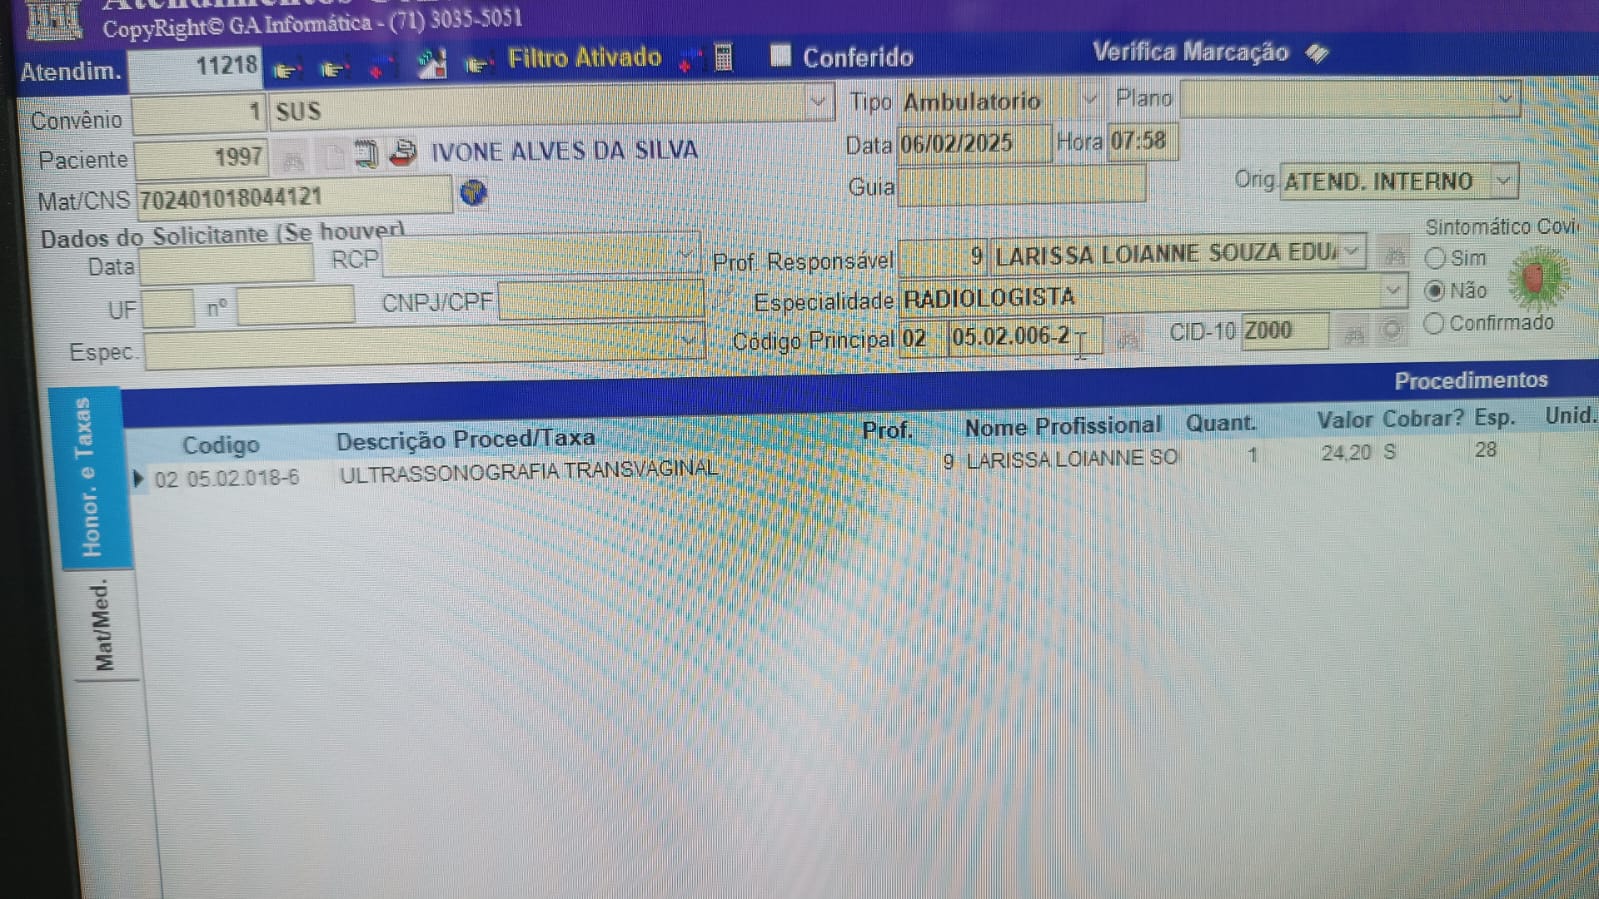 CopyRight© GA Informática - (71) 3035-5051
Atendim. 11218 Filtro Ativado Conferido Verifica Marcação
Convênio 1 SUS Tipo Ambulatorio Plano
Paciente 1997 IVONE ALVES DA SILVA Data 06/02/2025 Hora 07:58
Mat/CNS 702401018044121 Guia Orig. ATEND. INTERNO
Dados do Solicitante (Se houver) Sintomático Covi
Data RCP Prof. Responsável 9 LARISSA LOIANNE SOUZA EDU Sim
UF nº CNPJ/CPF Especialidade RADIOLOGISTA Não
Espec. Código Principal 02 05.02.006-2 CID-10 Z000 Confirmado
Procedimentos
Honor. e Taxas
Mat/Med.
Codigo Descrição Proced/Taxa Prof. Nome Profissional Quant. Valor Cobrar? Esp. Unid.
02 05.02.018-6 ULTRASSONOGRAFIA TRANSVAGINAL 9 LARISSA LOIANNE SO 1 24,20 S 28